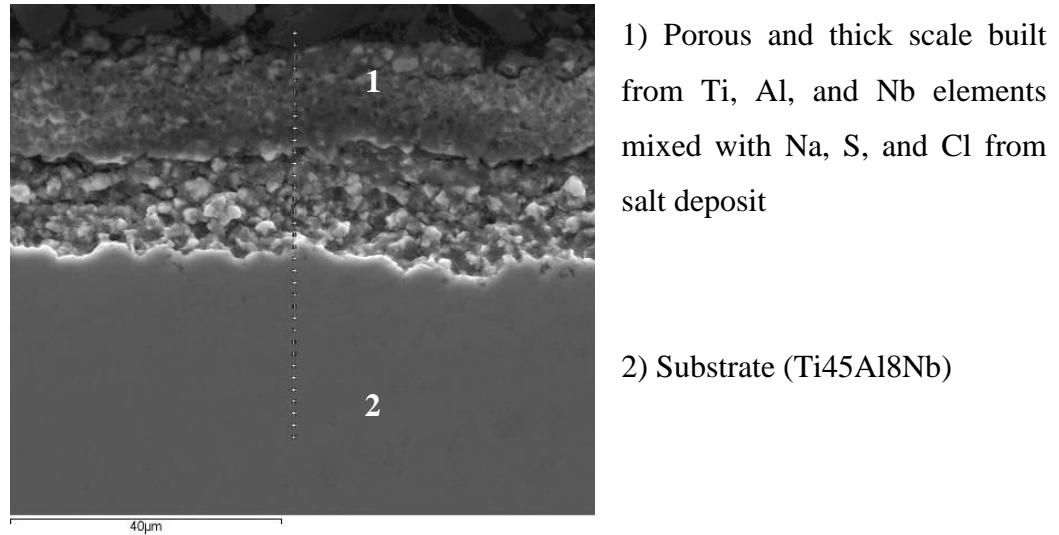 1) Porous and thick scale built
from Ti, Al, and Nb elements
mixed with Na, S, and Cl from
salt deposit
1
2) Substrate (Ti45Al8Nb)
2
40µm